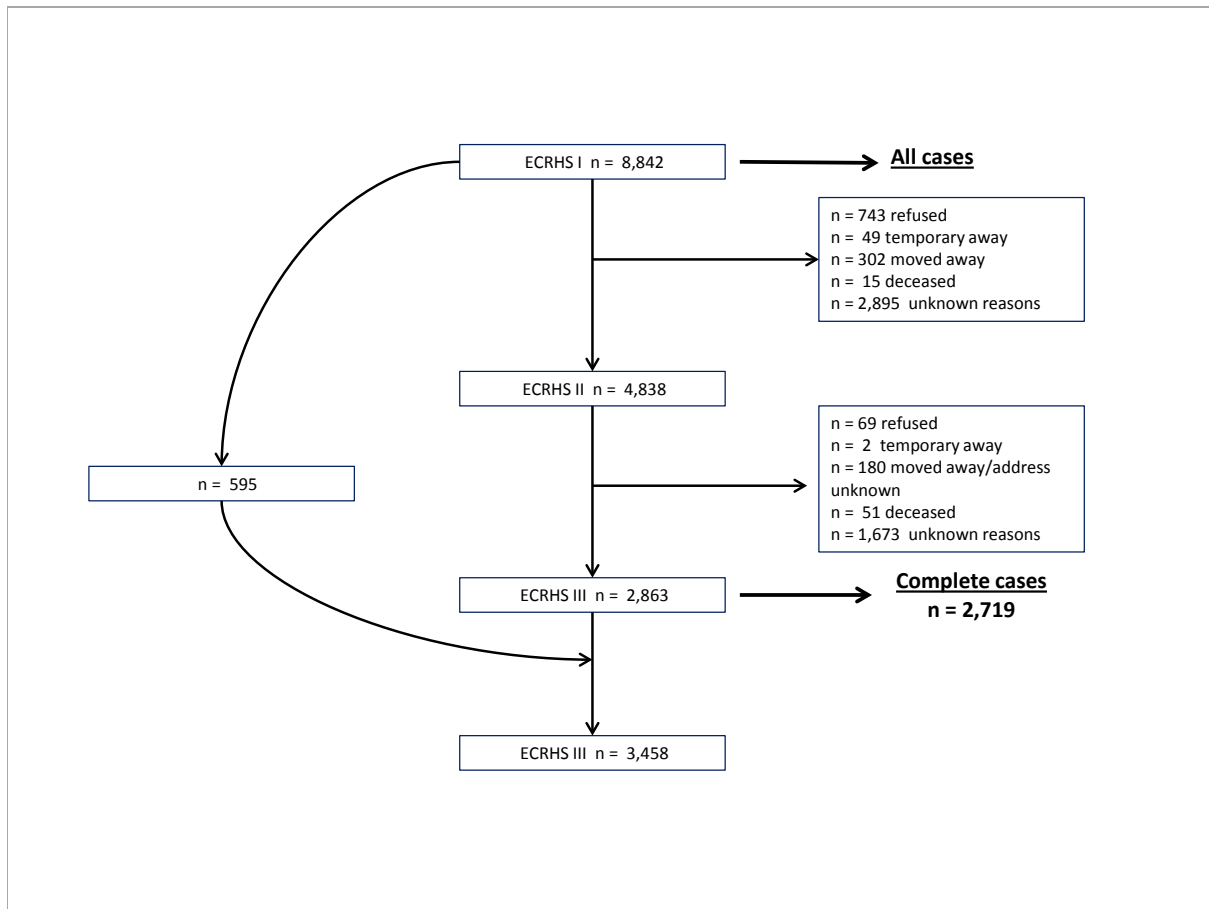 ECRHS I n = 8,842
All cases
n = 743 refused
n = 49 temporary away
n = 302 moved away
n = 15 deceased
n = 2,895 unknown reasons
ECRHS II n = 4,838
n = 69 refused
n = 2 temporary away
n = 180 moved away/address
unknown
n = 51 deceased
n = 1,673 unknown reasons
n = 595
ECRHS III n = 2,863
Complete cases
n = 2,719
ECRHS III n = 3,458